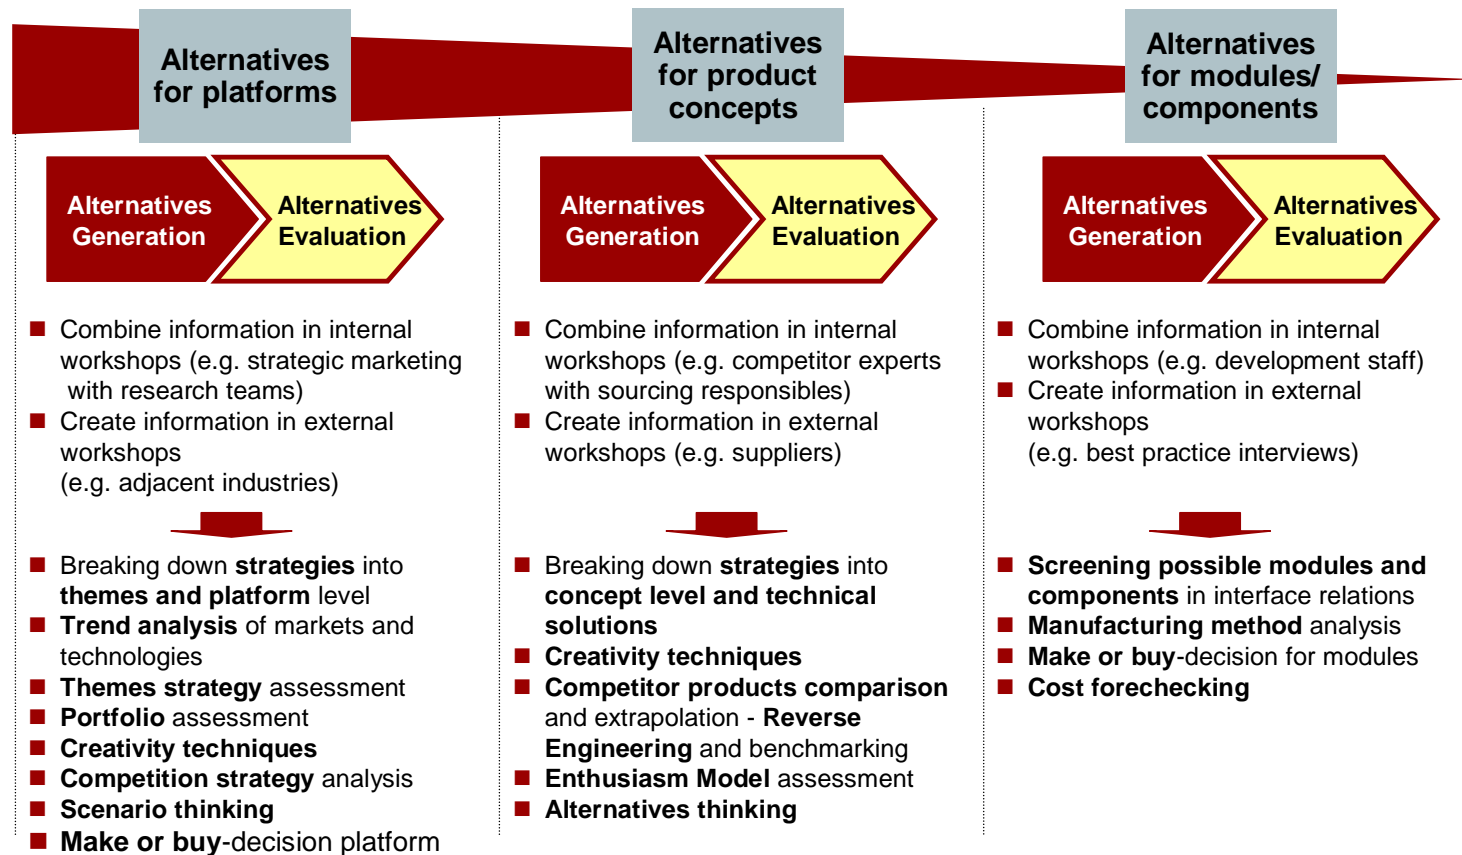 Alternatives
for platforms
Alternatives
for product
concepts
Alternatives
for modules/
components
Alternatives
Generation
Alternatives
Evaluation
Alternatives
Generation
Alternatives
Evaluation
Alternatives
Generation
Alternatives
Evaluation
Combine information in internal
workshops (e.g. strategic marketing
with research teams)
Create information in external
workshops
(e.g. adjacent industries)
Breaking down strategies into
themes and platform level
Trend analysis of markets and
technologies
Themes strategy assessment
Portfolio assessment
Creativity techniques
Competition strategy analysis
Scenario thinking
Make or buy-decision platform
Combine information in internal
workshops (e.g. competitor experts
with sourcing responsibles)
Create information in external
workshops (e.g. suppliers)
Breaking down strategies into
concept level and technical
solutions
Creativity techniques
Competitor products comparison
and extrapolation - Reverse
Engineering and benchmarking
Enthusiasm Model assessment
Alternatives thinking
Combine information in internal
workshops (e.g. development staff)
Create information in external
workshops
(e.g. best practice interviews)
Screening possible modules and
components in interface relations
Manufacturing method analysis
Make or buy-decision for modules
Cost forechecking